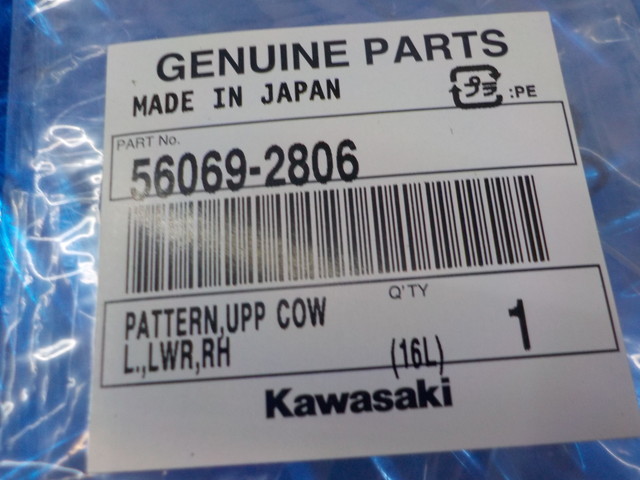 GENUINE PARTS
MADE IN JAPAN
プラ :PE
PART No.
56069-2806
Q'TY
PATTERN,UPP COW
L.,LWR,RH (16L) 1
Kawasaki